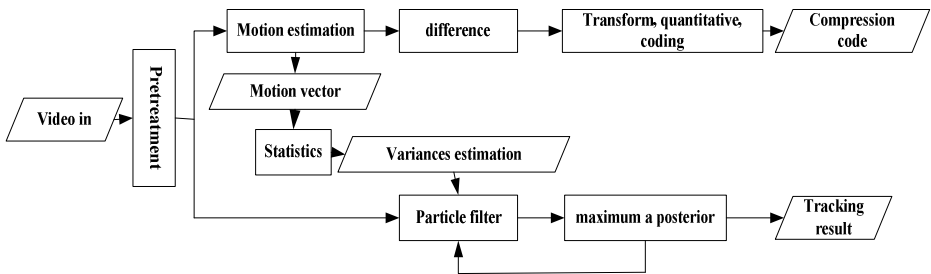 Motion estimation
difference
Transform, quantitative,
coding
Compression
code
Video in
Pretreatment
Motion vector
Statistics
Variances estimation
Particle filter
maximum a posterior
Tracking
result